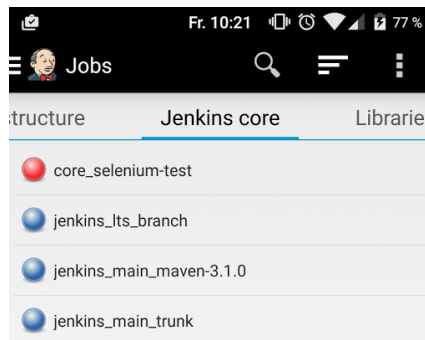 Fr. 10:21 77 %
Jobs
structure Jenkins core Librarie
core_selenium-test
jenkins_lts_branch
jenkins_main_maven-3.1.0
jenkins_main_trunk